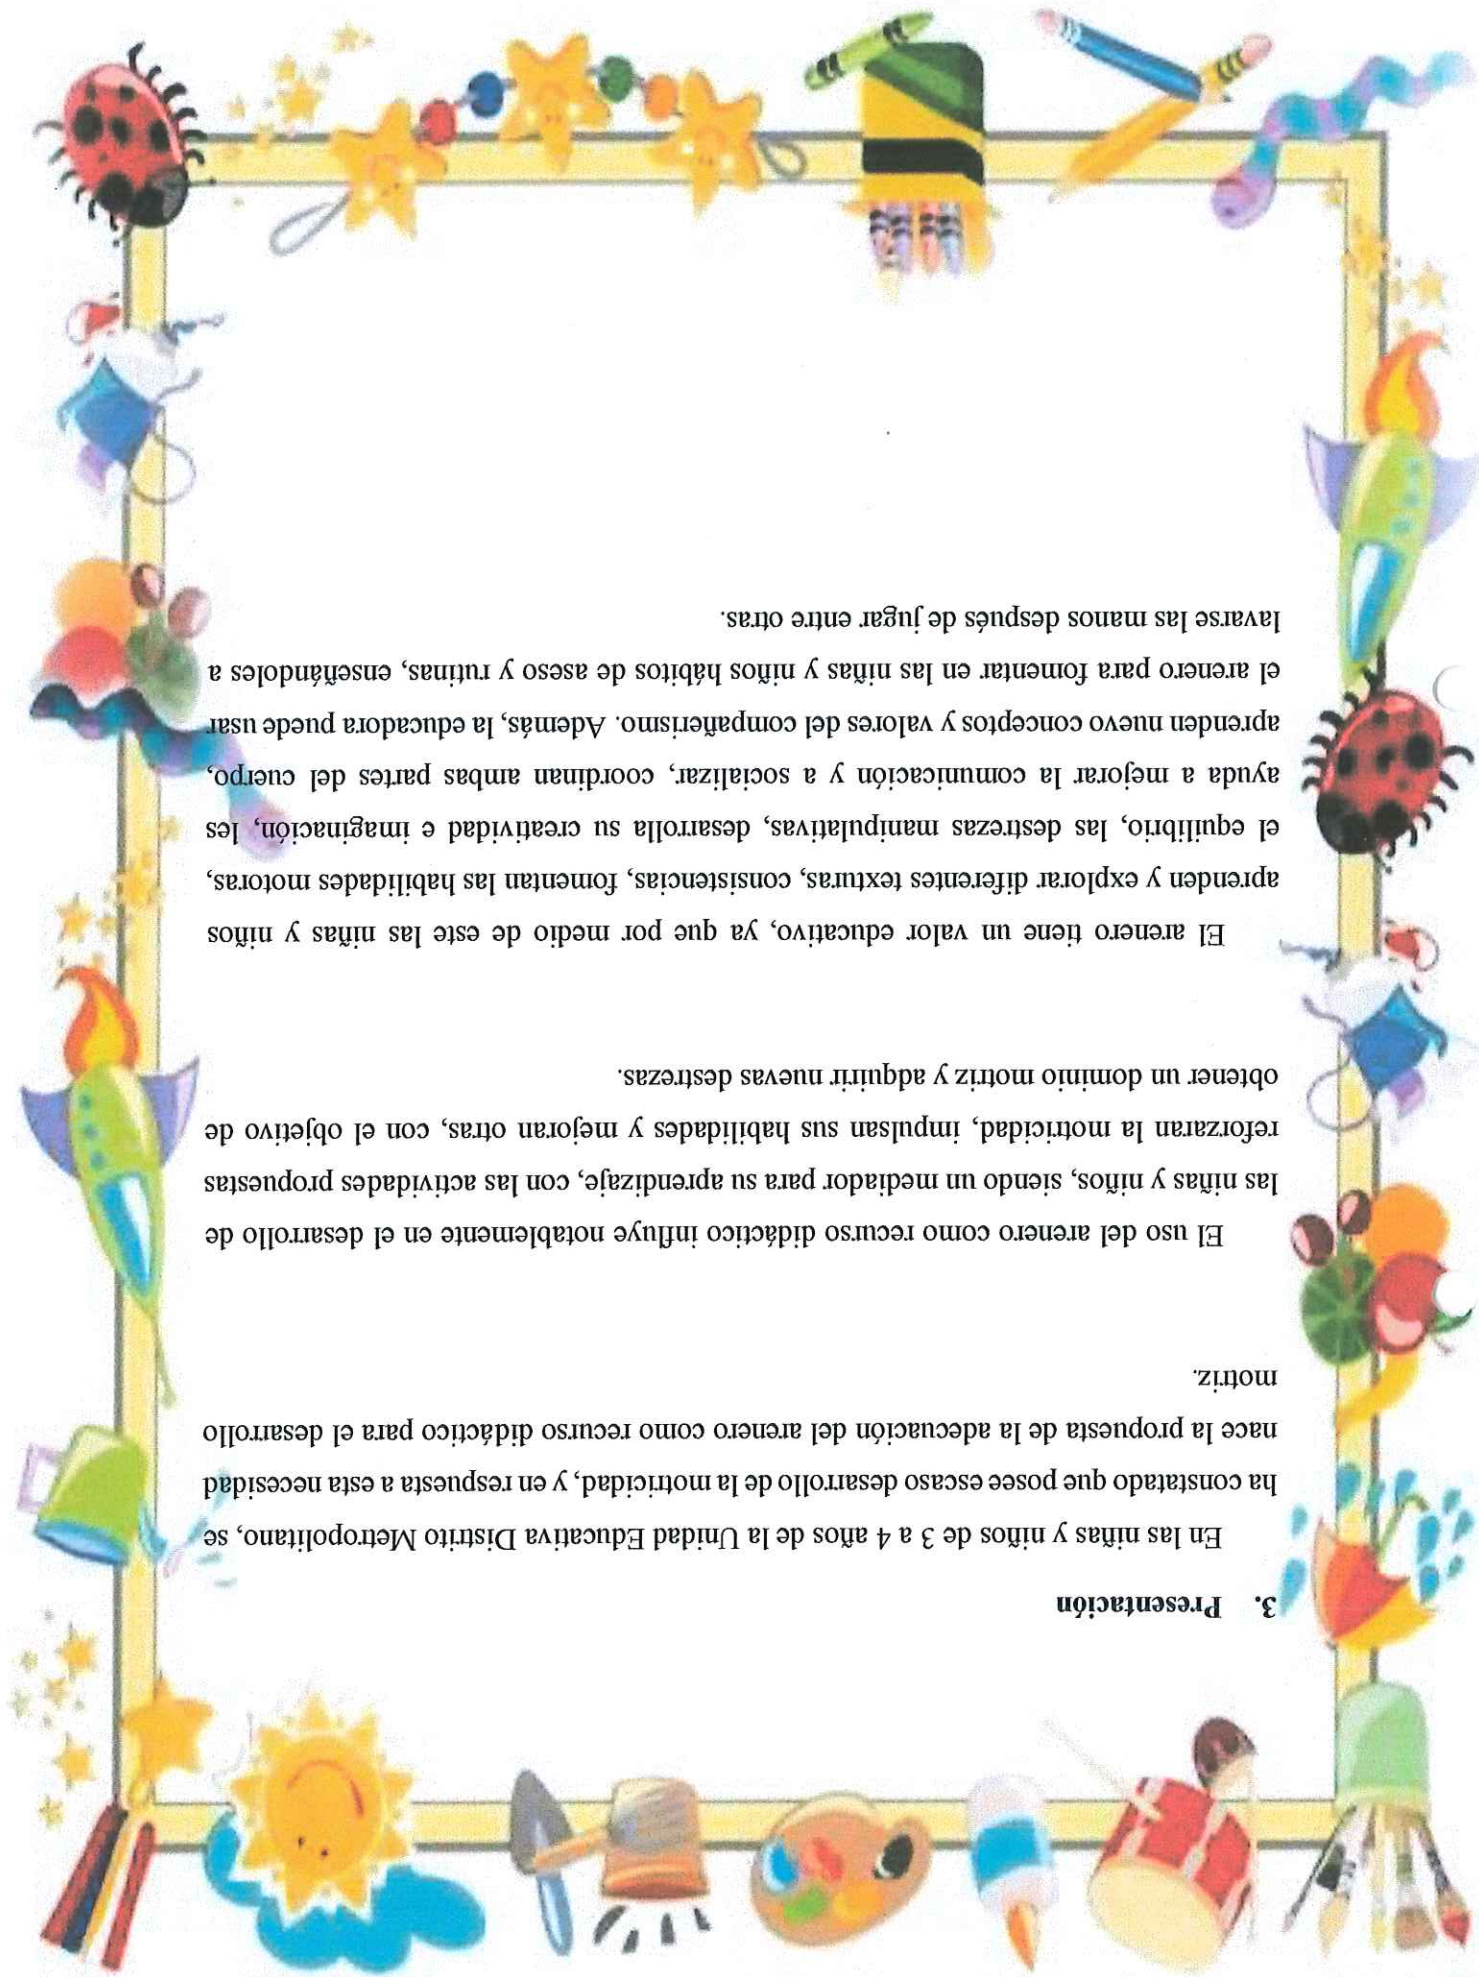 3. Presentación
En las niñas y niños de 3 a 4 años de la Unidad Educativa Distrito Metropolitano, se
ha constatado que posee escaso desarrollo de la motricidad, y en respuesta a esta necesidad
nace la propuesta de la adecuación del arenero como recurso didáctico para el desarrollo
motriz.
El uso del arenero como recurso didáctico influye notablemente en el desarrollo de
las niñas y niños, siendo un mediador para su aprendizaje, con las actividades propuestas
reforzaran la motricidad, impulsan sus habilidades y mejoran otras, con el objetivo de
obtener un dominio motriz y adquirir nuevas destrezas.
El arenero tiene un valor educativo, ya que por medio de este las niñas y niños
aprenden y explorar diferentes texturas, consistencias, fomentan las habilidades motoras,
el equilibrio, las destrezas manipulativas, desarrolla su creatividad e imaginación, les
ayuda a mejorar la comunicación y a socializar, coordinan ambas partes del cuerpo,
aprenden nuevo conceptos y valores del compañerismo. Además, la educadora puede usar
el arenero para fomentar en las niñas y niños hábitos de aseso y rutinas, enseñándoles a
lavarse las manos después de jugar entre otras.